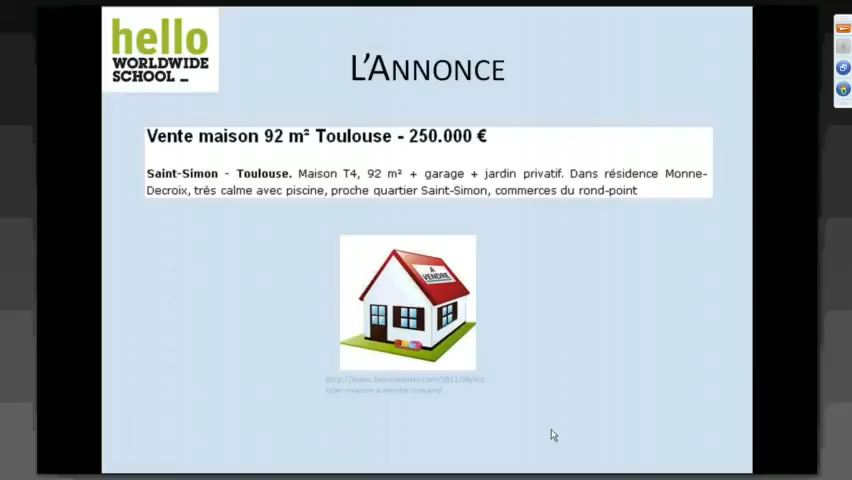 hello
WORLDWIDE
SCHOOL _
L'ANNONCE
Vente maison 92 m² Toulouse - 250.000 €
Saint-Simon - Toulouse. Maison T4, 92 m² + garage + jardin privatif. Dans résidence Monne-
Decroix, très calme avec piscine, proche quartier Saint-Simon, commerces du rond-point
A
VENDRE